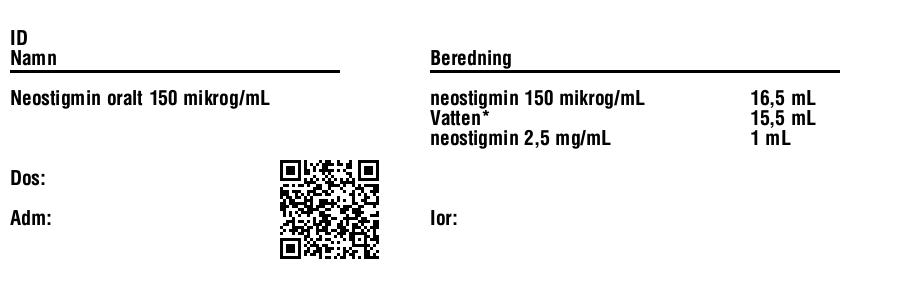 ID
Namn
Beredning
Neostigmin oralt 150 mikrog/mL
neostigmin 150 mikrog/mL 16,5 mL
Vatten* 15,5 mL
neostigmin 2,5 mg/mL 1 mL
Dos:
Adm:
Ior: